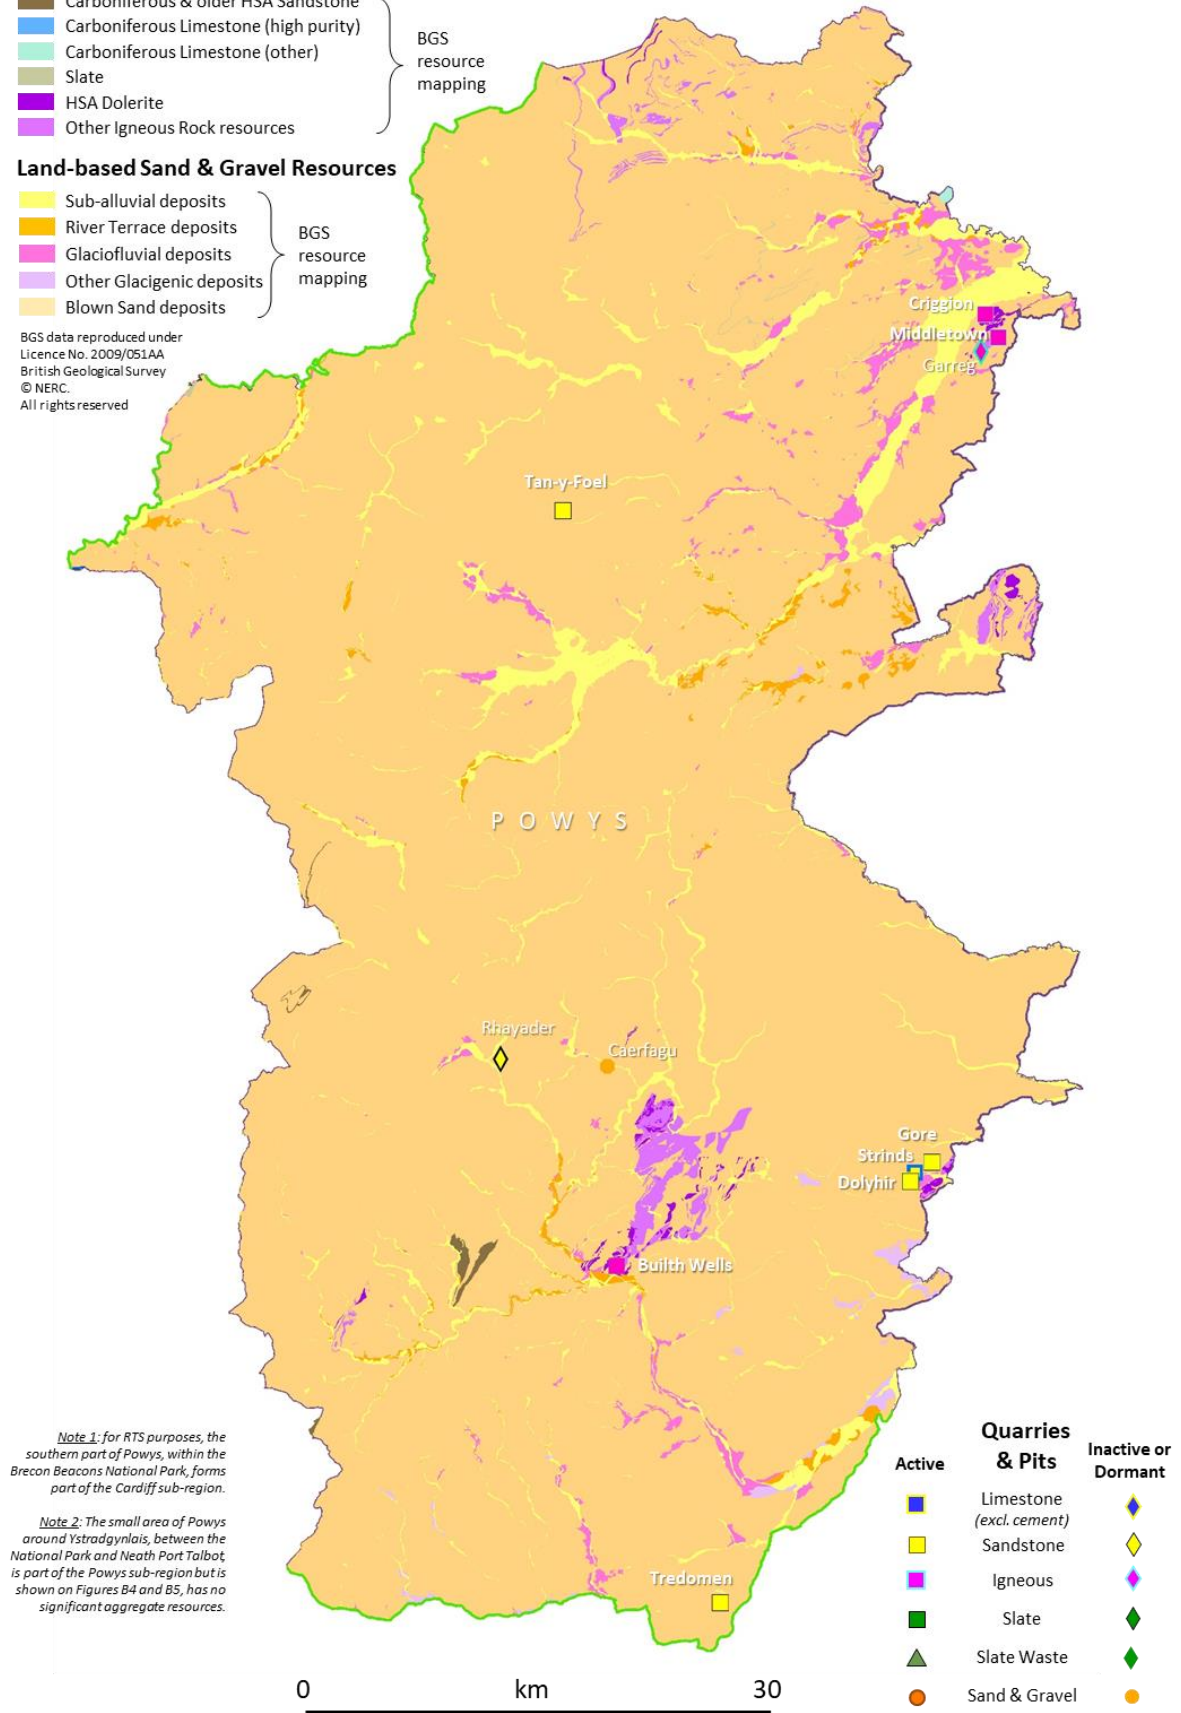 Carboniferous & older HSA Sandstone
Carboniferous Limestone (high purity)
Carboniferous Limestone (other)
Slate
HSA Dolerite
Other Igneous Rock resources
BGS
resource
mapping
Land-based Sand & Gravel Resources
Sub-alluvial deposits
River Terrace deposits
Glaciofluvial deposits
Other Glacigenic deposits
Blown Sand deposits
BGS
resource
mapping
BGS data reproduced under
Licence No. 2009/051AA
British Geological Survey
© NERC.
All rights reserved
Criggion
Middletown
Garreg
Tan-y-Foel
POWYS
Rhayader
Caerfagu
Gore
Strinds
Dolyhir
Builth Wells
Tredomen
Note 1: for RTS purposes, the
southern part of Powys, within the
Brecon Beacons National Park, forms
part of the Cardiff sub-region.
Note 2: The small area of Powys
around Ystradgynlais, between the
National Park and Neath Port Talbot,
is part of the Powys sub-region but is
shown on Figures B4 and B5, has no
significant aggregate resources.
0 km 30
Active
Quarries
& Pits
Inactive or
Dormant
Limestone
(excl. cement)
Sandstone
Igneous
Slate
Slate Waste
Sand & Gravel